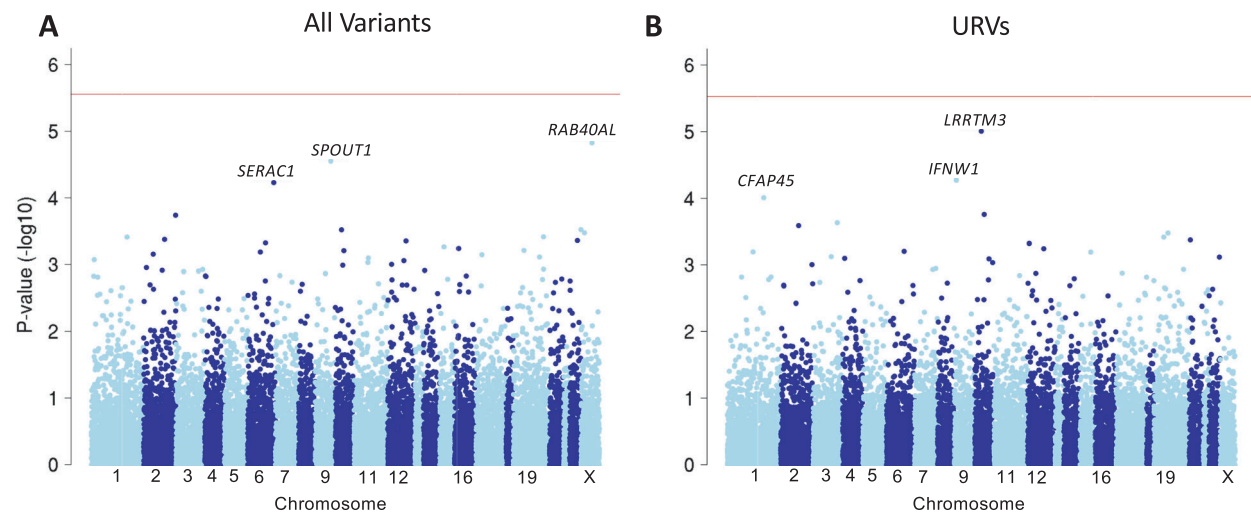 A
All Variants
P-value (-log10)
6
5
4
3
2
1
0
RAB40AL
SPOUT1
SERAC1
1 2 3 4 5 6 7 9 11 12 16 19 X
Chromosome
B
URVs
6
5
4
3
2
1
0
LRRTM3
IFNW1
CFAP45
1 2 3 4 5 6 7 9 11 12 16 19 X
Chromosome